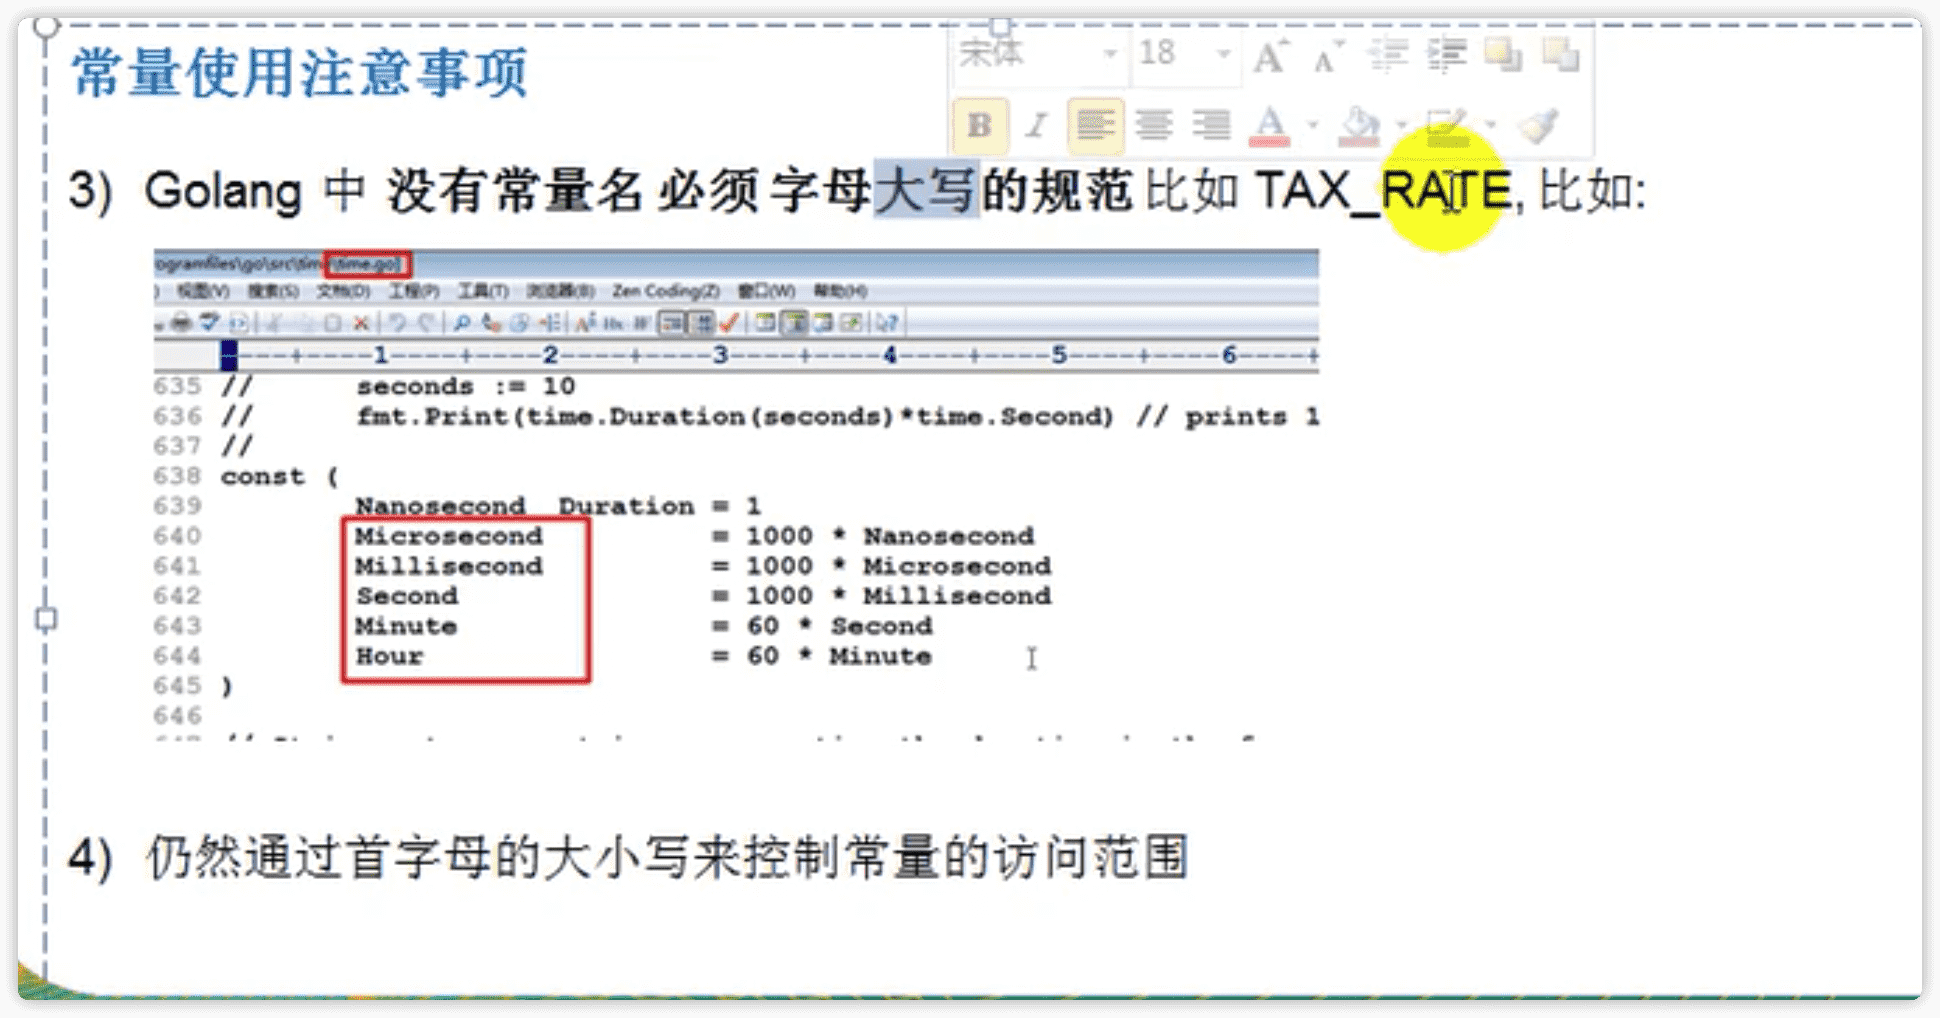 常量使用注意事项
宋体 18
B I A
3) Golang 中 没有常量名 必须 字母大写的规范 比如 TAX_RATE, 比如:
ogramfiles\go\src\tim\time.go]
) 视图(V) 搜索(S) 文档(D) 工程(P) 工具(T) 浏览器(B) Zen Coding(Z) 窗口(W) 帮助(H)
----+----1----+----2----+----3----+----4----+----5----+----6----+
635 // seconds := 10
636 // fmt.Print(time.Duration(seconds)*time.Second) // prints 1
637 //
638 const (
639 Nanosecond Duration = 1
640 Microsecond = 1000 * Nanosecond
641 Millisecond = 1000 * Microsecond
642 Second = 1000 * Millisecond
643 Minute = 60 * Second
644 Hour = 60 * Minute
645 )
646
4) 仍然通过首字母的大小写来控制常量的访问范围